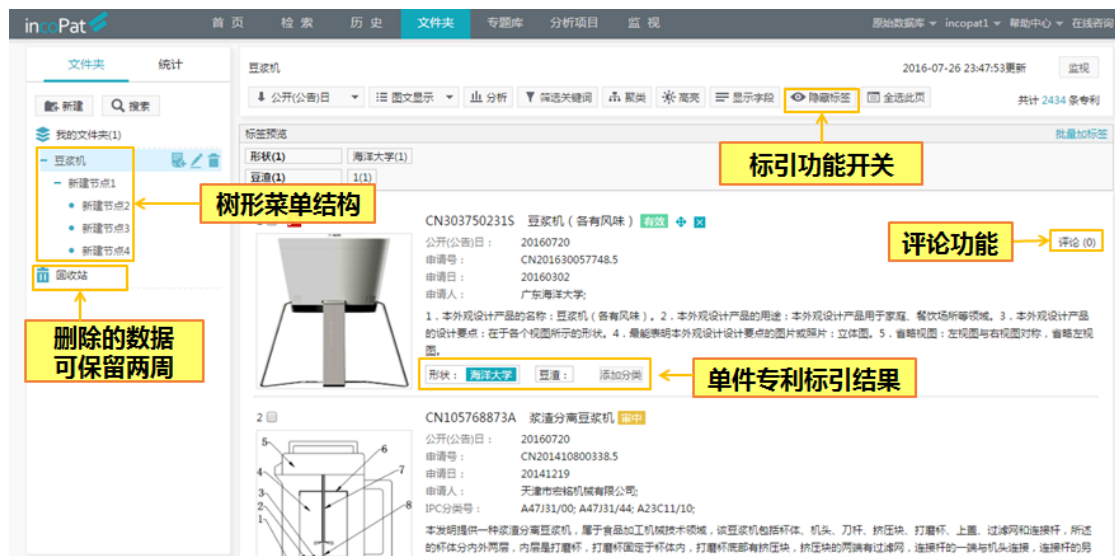 incoPat
首 页 检 索 历 史 文件夹 专题库 分析项目 监 视 原始数据库 incopat1 帮助中心 在线咨询
文件夹 统计
新建 搜索
我的文件夹(1)
豆浆机
新建节点1
新建节点2
新建节点3
新建节点4
回收站
树形菜单结构
删除的数据
可保留两周
豆浆机 2016-07-26 23:47:53更新 监视
公开(公告)日 图文显示 分析 筛选关键词 聚类 高亮 显示字段 隐藏标签 全选此页 共计 2434 条专利
标签预览 批量加标签
形状(1) 海洋大学(1)
豆渣(1) 1(1)
标引功能开关
CN303750231S 豆浆机(各有风味) 有效
公开(公告)日: 20160720
申请号: CN201630057748.5
申请日: 20160302
申请人: 广东海洋大学;
评论功能
评论 (0)
1．本外观设计产品的名称：豆浆机（各有风味）。2．本外观设计产品的用途：本外观设计产品用于家庭、餐饮场所等领域。3．本外观设计产品
的设计要点：在于各个视图所示的形状。4．最能表明本外观设计设计要点的图片或照片：立体图。5．省略视图：左视图与右视图对称，省略左视
图。
形状： 海洋大学 豆渣： 添加分类
单件专利标引结果
2
CN105768873A 浆渣分离豆浆机 审中
公开(公告)日: 20160720
申请号: CN201410800338.5
申请日: 20141219
申请人: 天津市宏铭机械有限公司;
IPC分类号: A47J31/00; A47J31/44; A23C11/10;
本发明提供一种浆渣分离豆浆机，属于食品加工机械技术领域，该豆浆机包括杯体、机头、刀杆、挤压块、打磨杯、上盖、过滤网和连接杆，所述
的杯体分内外两层，内层是打磨杯，打磨杯固定于杯体内，打磨杯底部有挤压块，挤压块的两端有过滤网，连接杆的一端与机头连接，连接杆的另
5
6
4
7
3
2
8
1